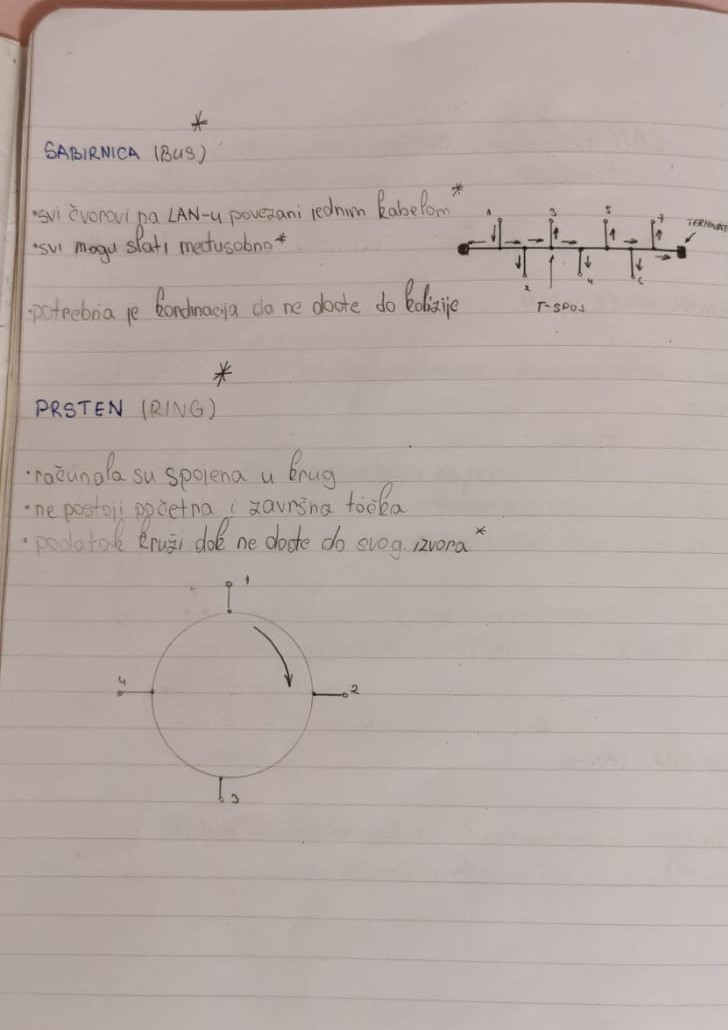 *
SABIRNICA (BUS)
•svi čvorovi na LAN-u povezani jednim kabelom*
•svi mogu slati međusobno*
1 3 5 7 TERMINAT
2 4 6
T-SPOJ
•potrebna je kordinacija da ne dođe do kolizije
*
PRSTEN (RING)
•računala su spojena u krug
•ne postoji početna i završna točka
•podatak kruži dok ne dođe do svog izvora*
1
4 2
3